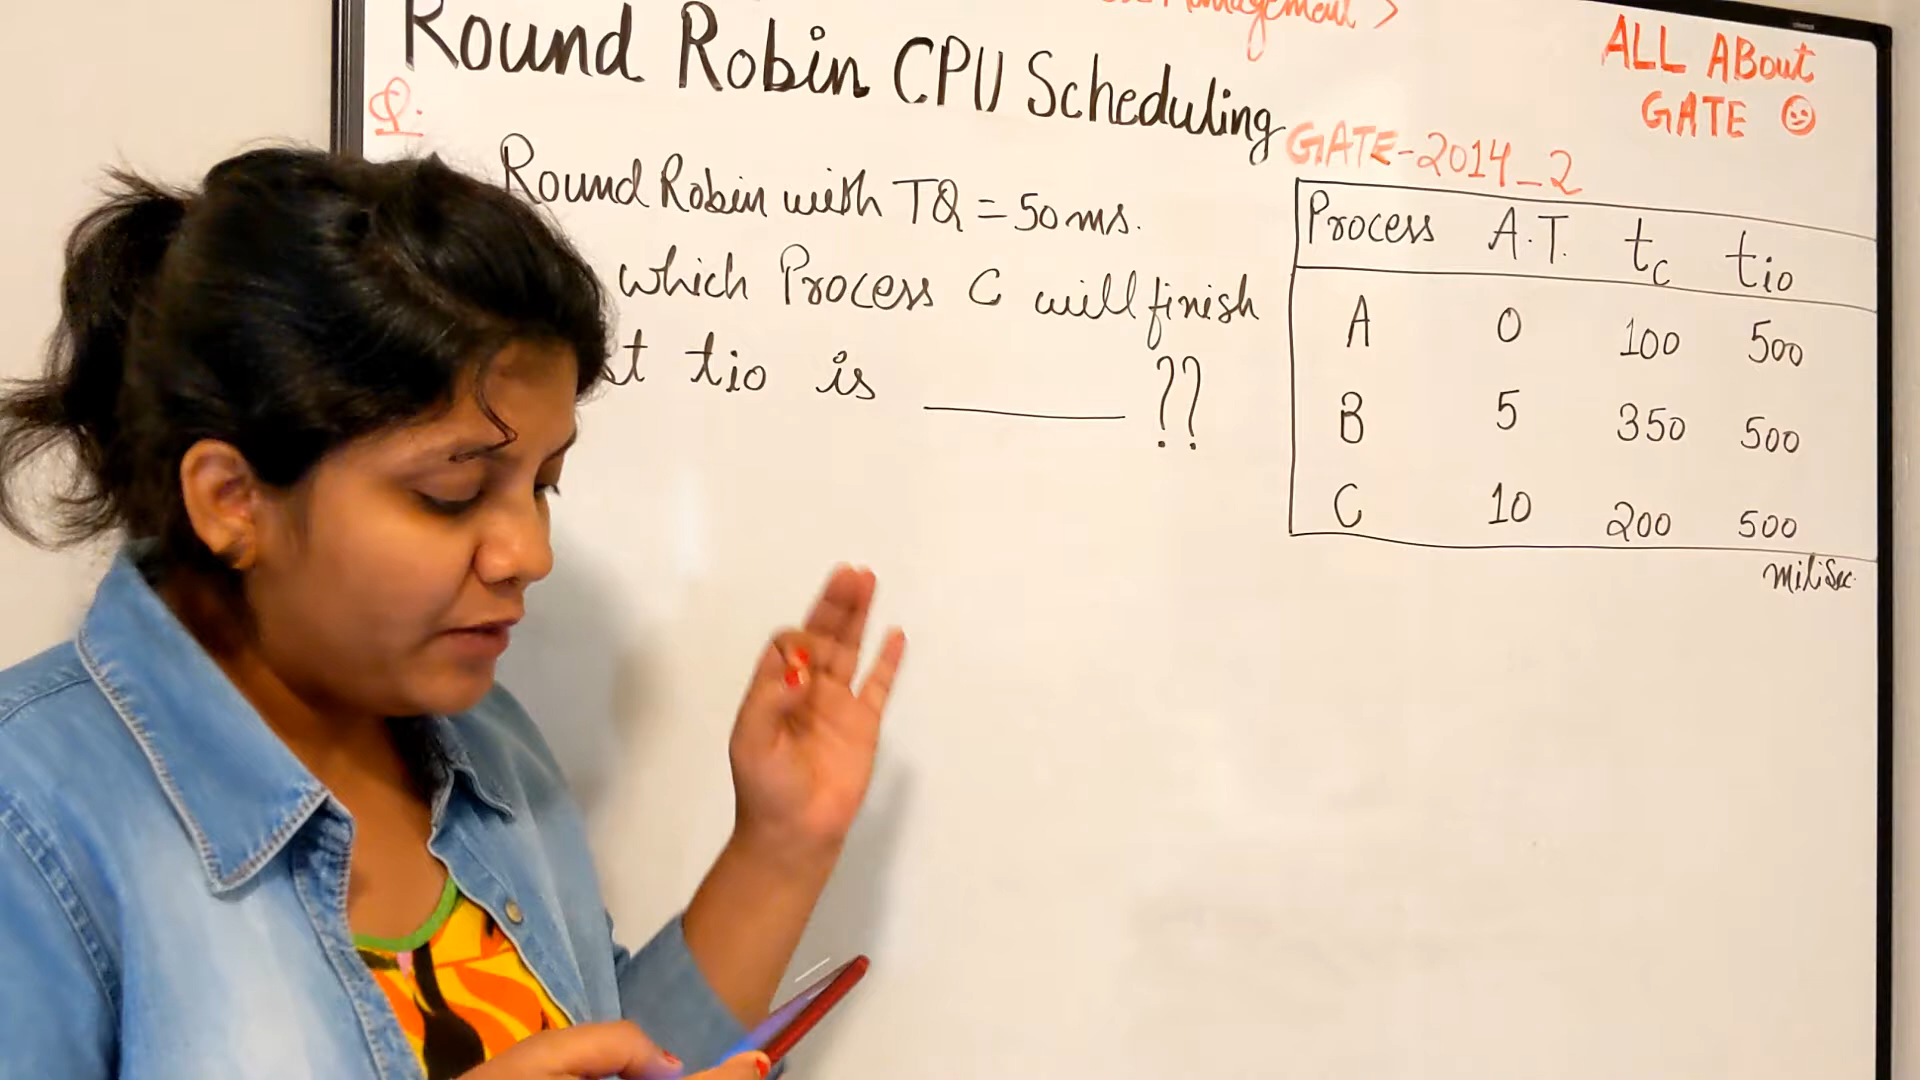 Management >
Round Robin CPU Scheduling
ALL ABout
GATE
Q.
GATE-2014_2
Round Robin with TQ = 50 ms.
which Process C will finish
tio is ______ ??
Process A.T. tc tio
A 0 100 500
B 5 350 500
C 10 200 500
miliSec.